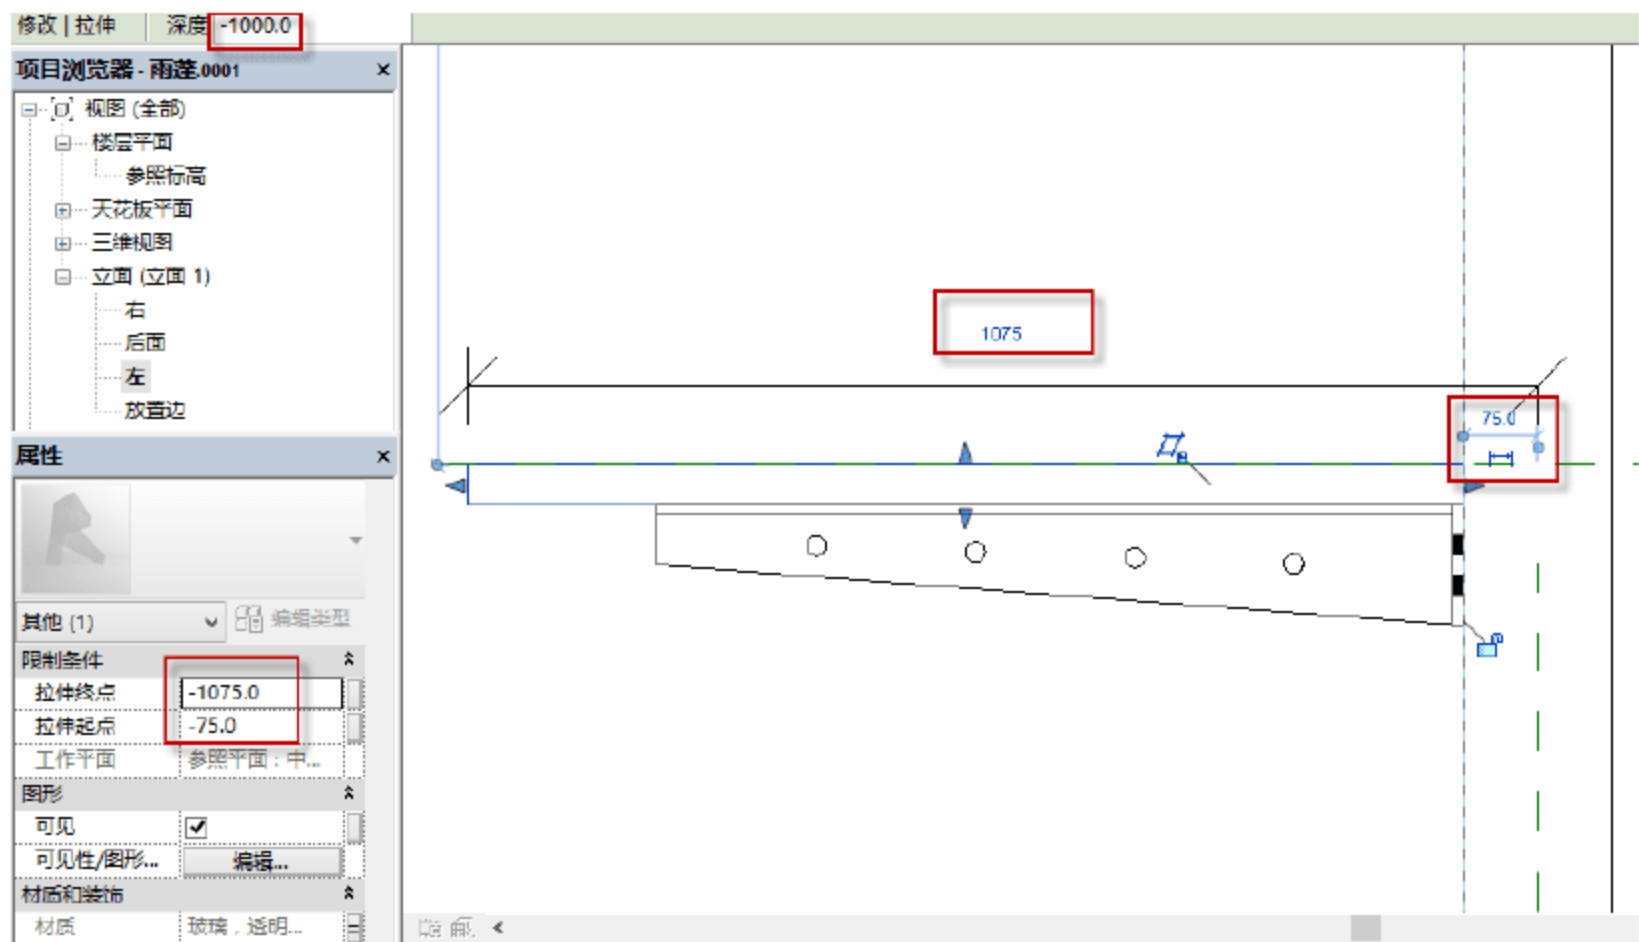 修改 | 拉伸
深度 -1000.0
项目浏览器 - 雨蓬.0001
视图 (全部)
楼层平面
参照标高
天花板平面
三维视图
立面 (立面 1)
右
后面
左
放置边
属性
其他 (1)
编辑类型
限制条件
拉伸终点 -1075.0
拉伸起点 -75.0
工作平面 参照平面 : 中...
图形
可见
可见性/图形... 编辑...
材质和装饰
材质 玻璃，透明...
1075
75.0